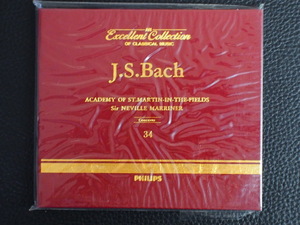 THE
Excellent Collection
OF CLASSICAL MUSIC
J.S.Bach
ACADEMY OF ST.MARTIN-IN-THE-FIELDS
Sir NEVILLE MARRINER
34
PHILIPS